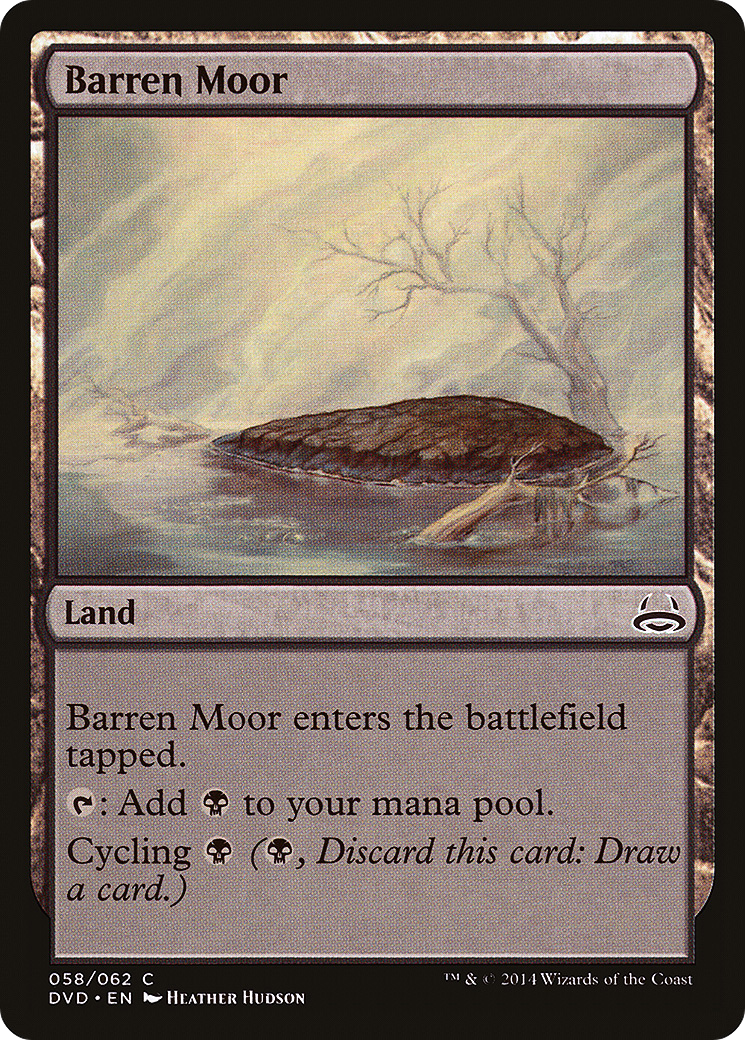 Barren Moor
Land
Barren Moor enters the battlefield
tapped.
: Add to your mana pool.
Cycling (, Discard this card: Draw
a card.)
058/062 C
™ & © 2014 Wizards of the Coast
DVD • EN Heather Hudson